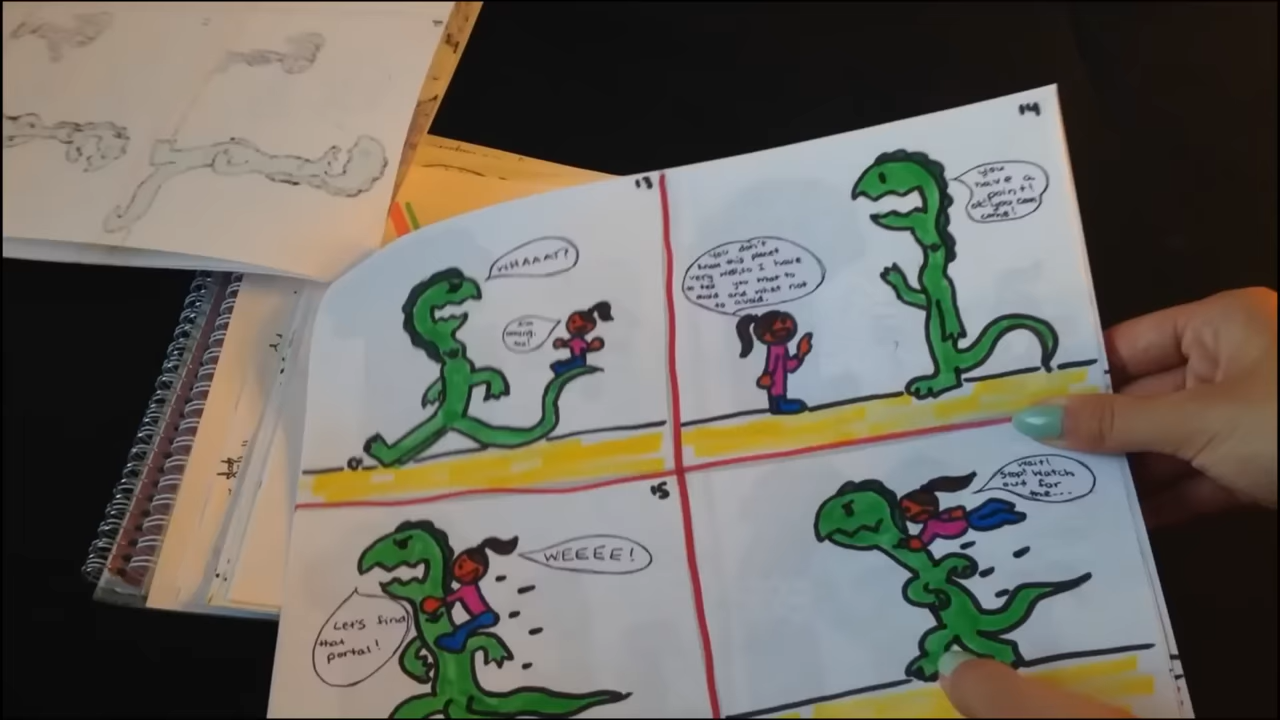 13
WHAAAT?
I'm
coming,
too!
14
You don't
know this planet
very well, so I have
to tell you what to
avoid and what not
to avoid.
you
have a
point!
ok, you can
come!
15
WEEEE!
Let's find
that
portal!
Wait!
Stop! Watch
out for
the...